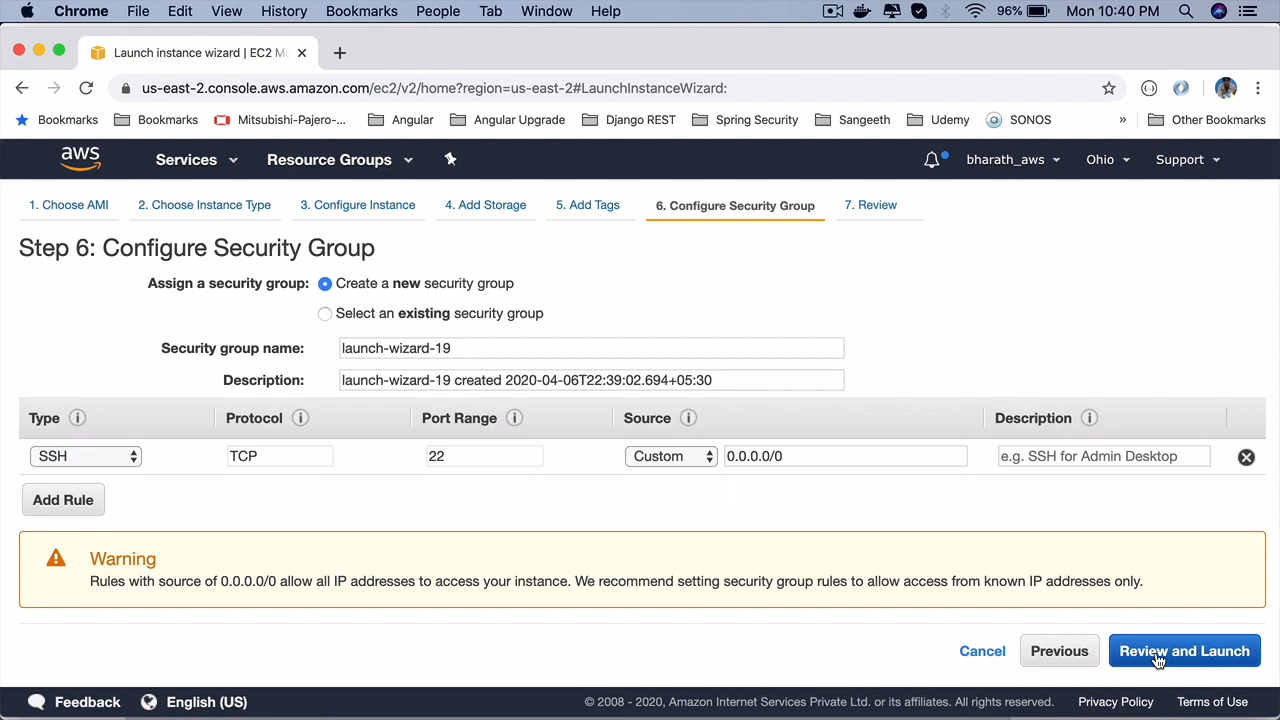 Chrome File Edit View History Bookmarks People Tab Window Help 96% Mon 10:40 PM
Launch instance wizard | EC2 Ma
us-east-2.console.aws.amazon.com/ec2/v2/home?region=us-east-2#LaunchInstanceWizard:
Bookmarks Bookmarks Mitsubishi-Pajero-... Angular Angular Upgrade Django REST Spring Security Sangeeth Udemy SONOS » Other Bookmarks
aws Services Resource Groups bharath_aws Ohio Support
1. Choose AMI 2. Choose Instance Type 3. Configure Instance 4. Add Storage 5. Add Tags 6. Configure Security Group 7. Review
Step 6: Configure Security Group
Assign a security group: Create a new security group
Select an existing security group
Security group name: launch-wizard-19
Description: launch-wizard-19 created 2020-04-06T22:39:02.694+05:30
Type i Protocol i Port Range i Source i Description i
SSH TCP 22 Custom 0.0.0.0/0 e.g. SSH for Admin Desktop
Add Rule
Warning
Rules with source of 0.0.0.0/0 allow all IP addresses to access your instance. We recommend setting security group rules to allow access from known IP addresses only.
Cancel Previous Review and Launch
Feedback English (US) © 2008 - 2020, Amazon Internet Services Private Ltd. or its affiliates. All rights reserved. Privacy Policy Terms of Use